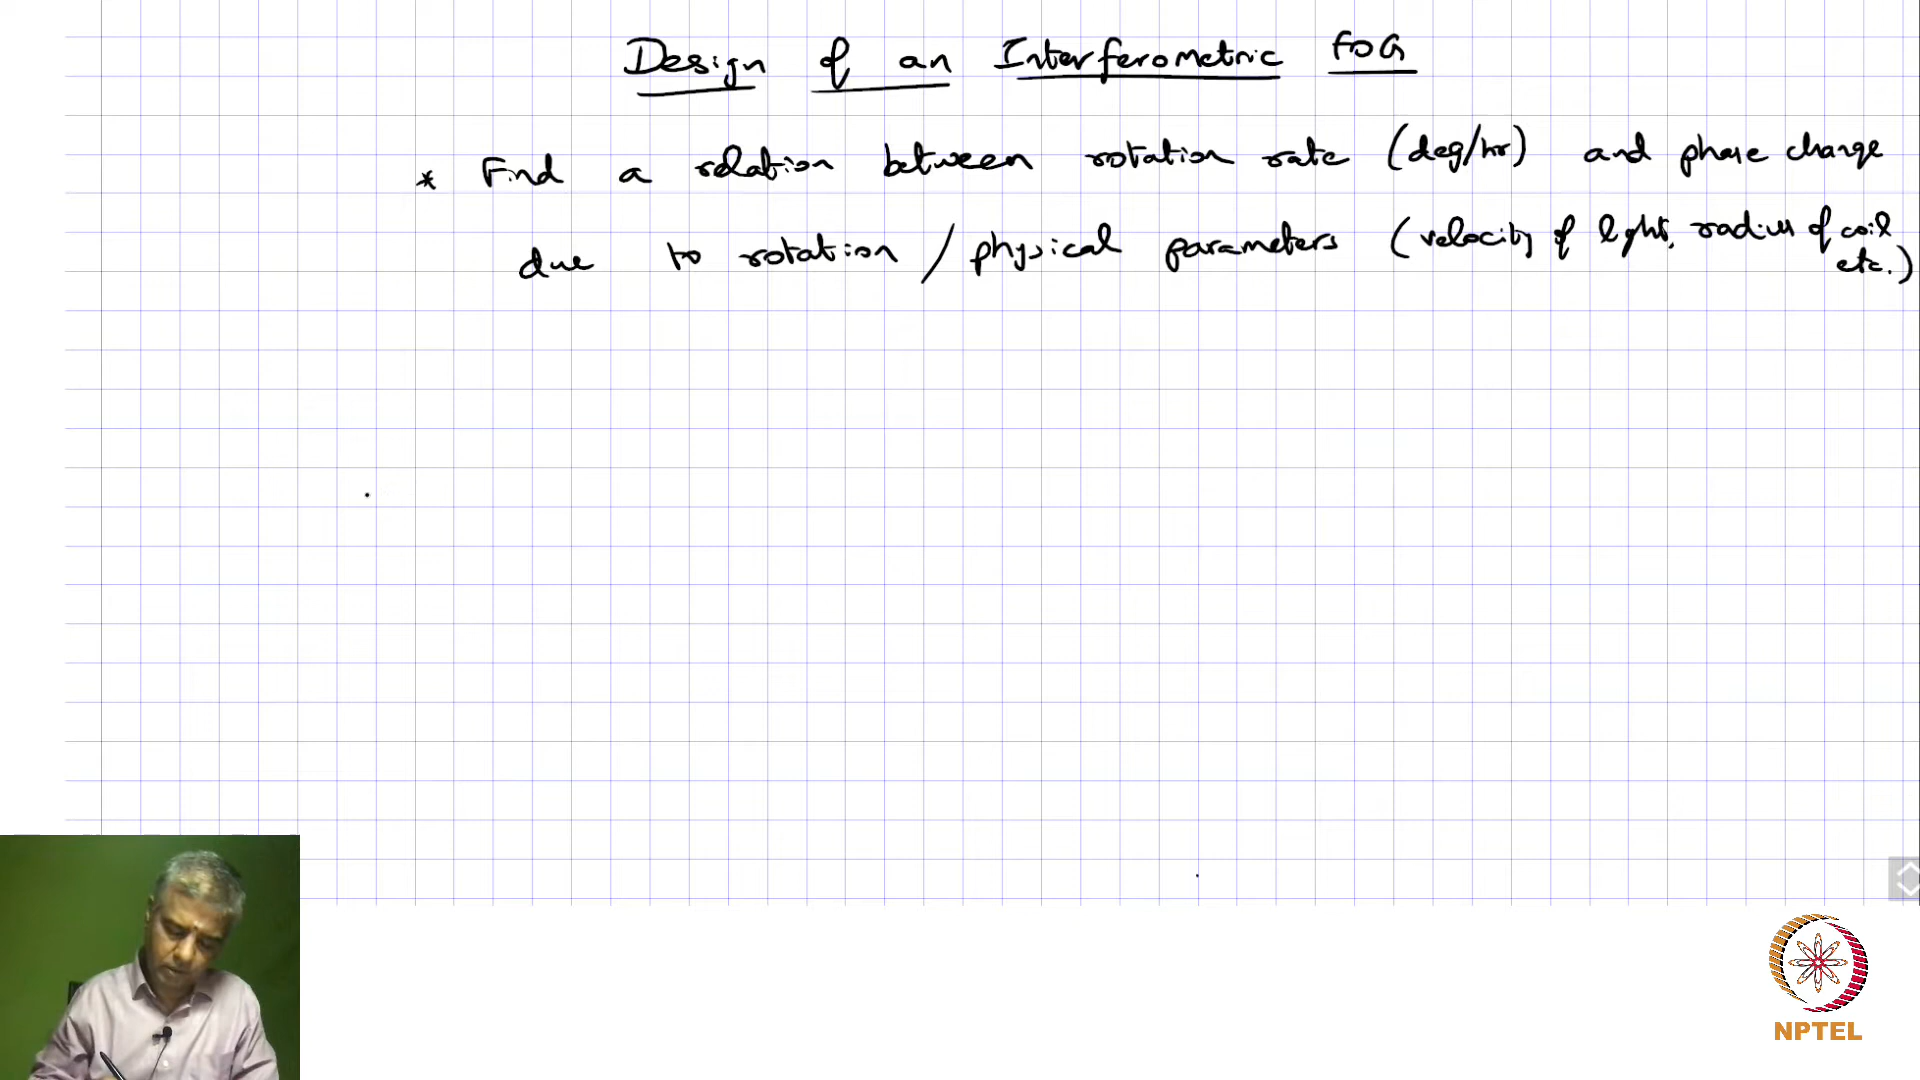 Design of an Interferometric FOG
* Find a relation between rotation rate (deg/hr) and phase change
due to rotation / physical parameters (velocity of light, radius of coil
etc.)
NPTEL